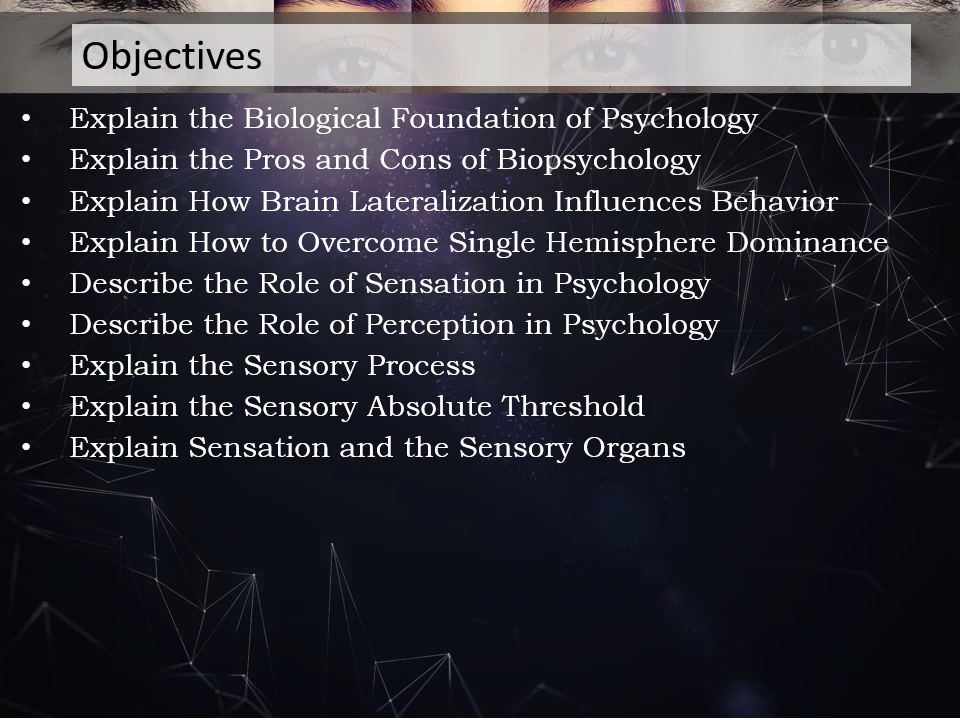 Objectives
• Explain the Biological Foundation of Psychology
• Explain the Pros and Cons of Biopsychology
• Explain How Brain Lateralization Influences Behavior
• Explain How to Overcome Single Hemisphere Dominance
• Describe the Role of Sensation in Psychology
• Describe the Role of Perception in Psychology
• Explain the Sensory Process
• Explain the Sensory Absolute Threshold
• Explain Sensation and the Sensory Organs